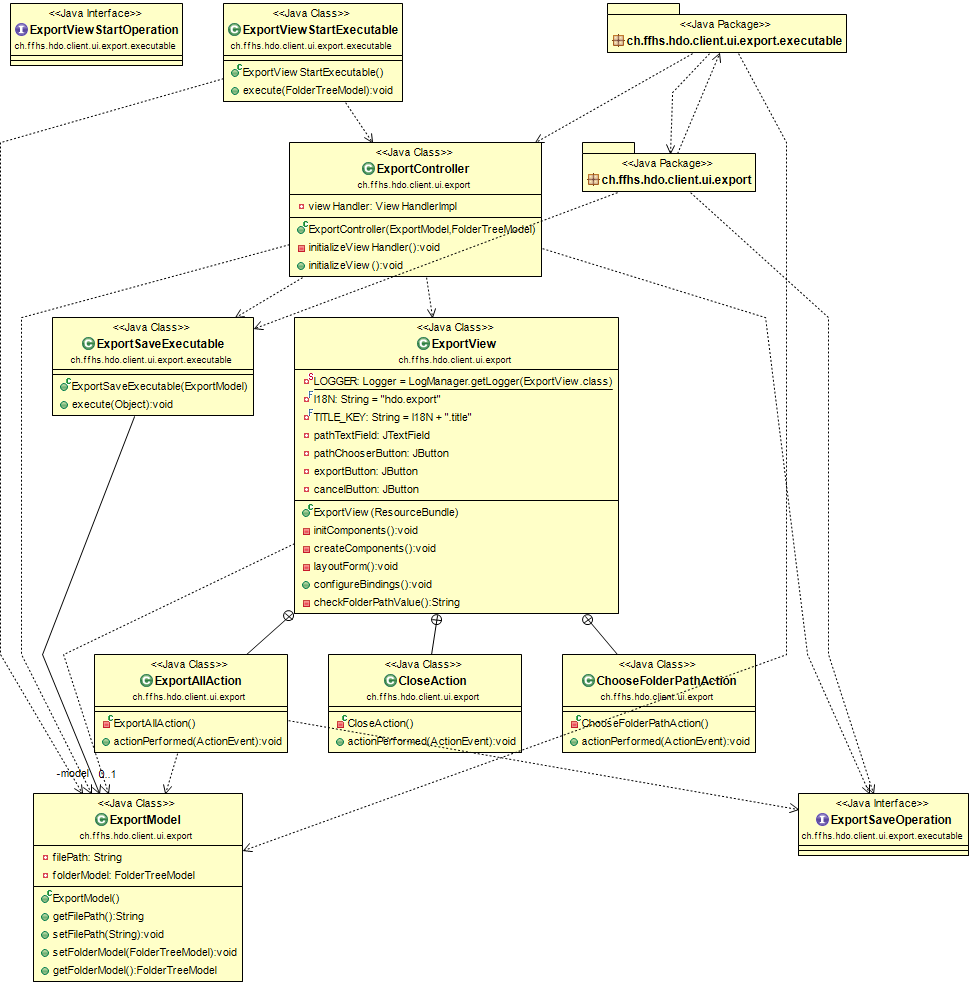 <<Java Interface>>
ExportViewStartOperation
ch.ffhs.hdo.client.ui.export.executable
<<Java Class>>
ExportViewStartExecutable
ch.ffhs.hdo.client.ui.export.executable
ExportViewStartExecutable()
execute(FolderTreeModel):void
<<Java Package>>
ch.ffhs.hdo.client.ui.export.executable
<<Java Class>>
ExportController
ch.ffhs.hdo.client.ui.export
viewHandler: ViewHandlerImpl
ExportController(ExportModel,FolderTreeModel)
initializeViewHandler():void
initializeView():void
<<Java Package>>
ch.ffhs.hdo.client.ui.export
<<Java Class>>
ExportSaveExecutable
ch.ffhs.hdo.client.ui.export.executable
ExportSaveExecutable(ExportModel)
execute(Object):void
<<Java Class>>
ExportView
ch.ffhs.hdo.client.ui.export
LOGGER: Logger = LogManager.getLogger(ExportView.class)
I18N: String = "hdo.export"
TITLE_KEY: String = I18N + ".title"
pathTextField: JTextField
pathChooserButton: JButton
exportButton: JButton
cancelButton: JButton
ExportView(ResourceBundle)
initComponents():void
createComponents():void
layoutForm():void
configureBindings():void
checkFolderPathValue():String
<<Java Class>>
ExportAllAction
ch.ffhs.hdo.client.ui.export
ExportAllAction()
actionPerformed(ActionEvent):void
<<Java Class>>
CloseAction
ch.ffhs.hdo.client.ui.export
CloseAction()
actionPerformed(ActionEvent):void
<<Java Class>>
ChooseFolderPathAction
ch.ffhs.hdo.client.ui.export
ChooseFolderPathAction()
actionPerformed(ActionEvent):void
-model 0..1
<<Java Class>>
ExportModel
ch.ffhs.hdo.client.ui.export
filePath: String
folderModel: FolderTreeModel
ExportModel()
getFilePath():String
setFilePath(String):void
setFolderModel(FolderTreeModel):void
getFolderModel():FolderTreeModel
<<Java Interface>>
ExportSaveOperation
ch.ffhs.hdo.client.ui.export.executable